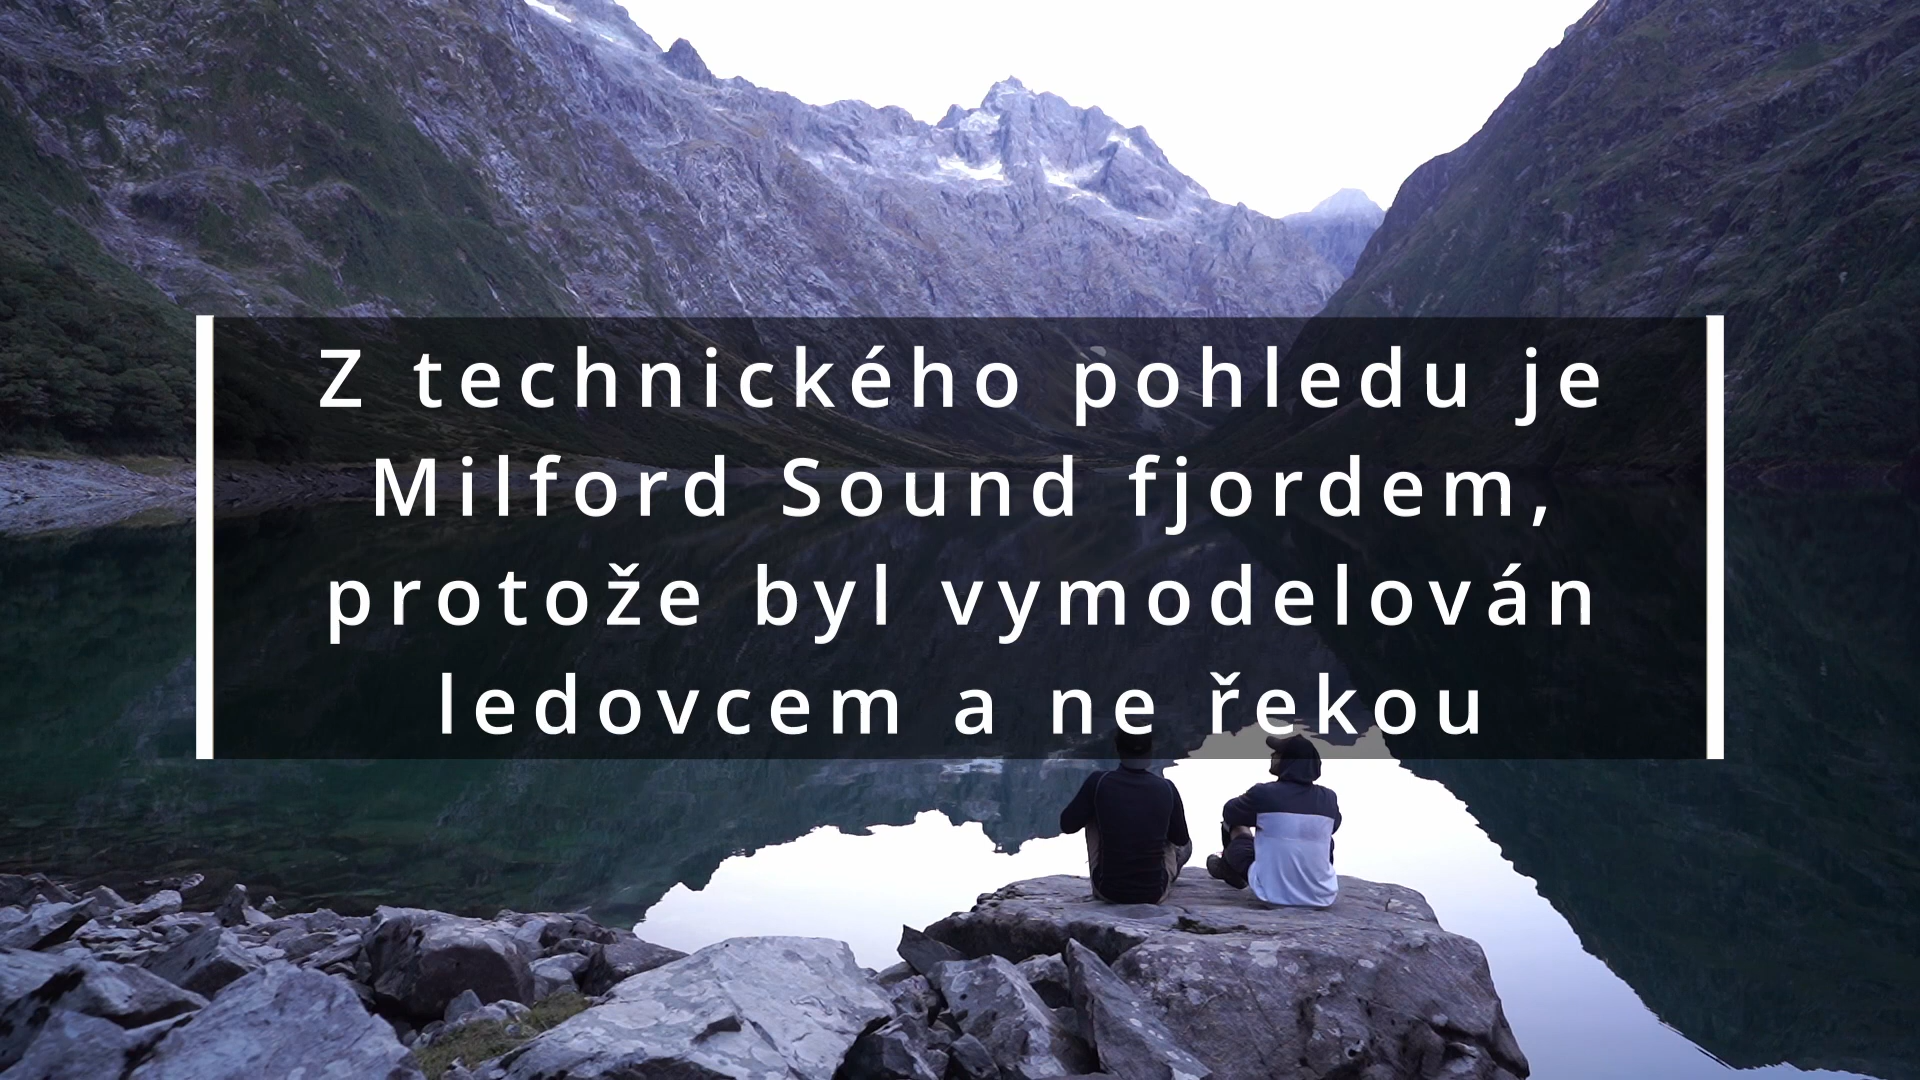 Z technického pohledu je
Milford Sound fjordem,
protože byl vymodelován
ledovcem a ne řekou